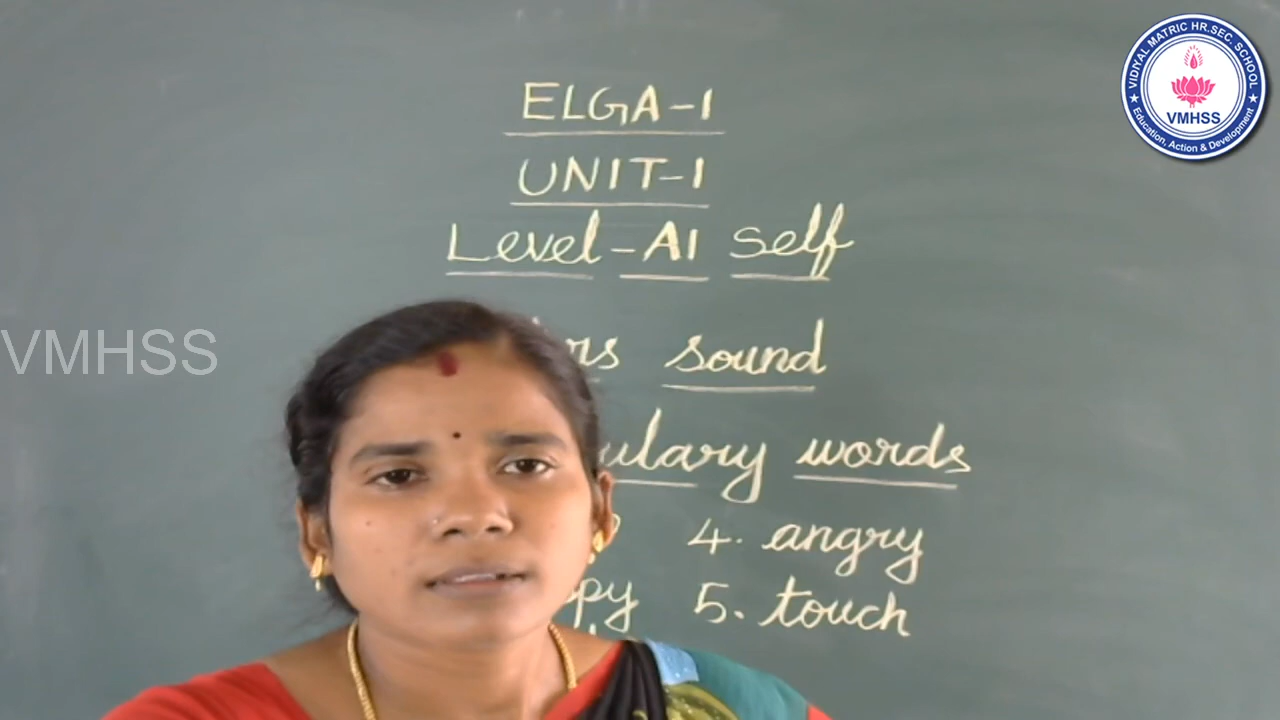 ELGA-1
UNIT-1
Level-A1 self
sound
words
4. angry
5. touch
VMHSS
VIDIYAL MATRIC HR.SEC. SCHOOL
VMHSS
Education, Action & Development